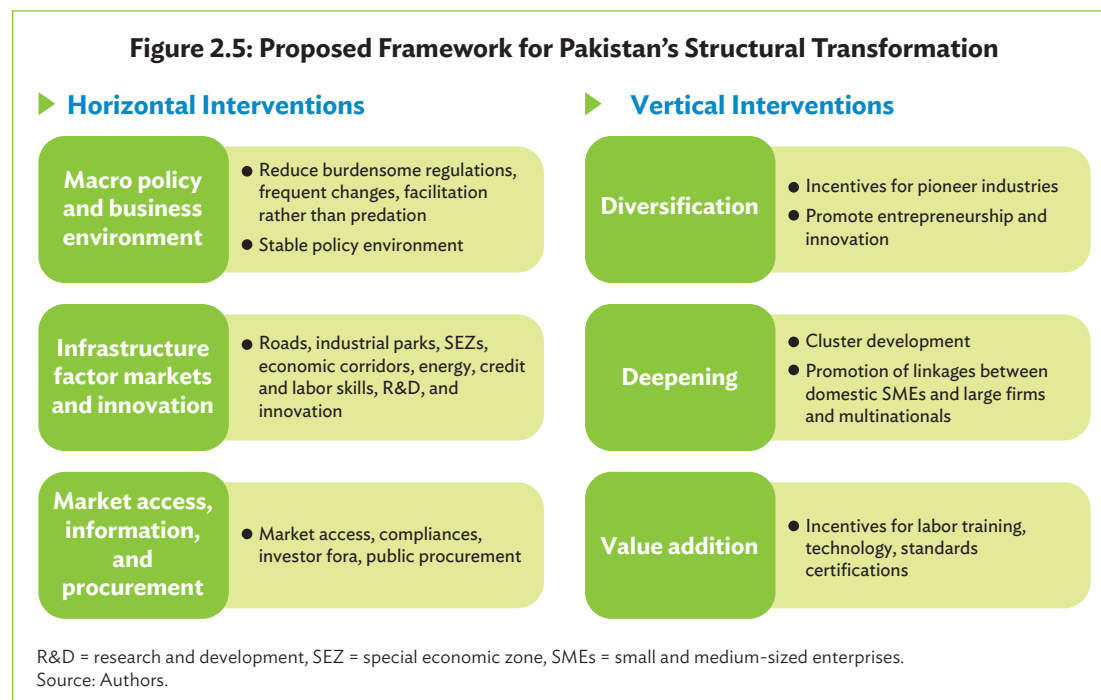 Figure 2.5: Proposed Framework for Pakistan's Structural Transformation
Horizontal Interventions
Macro policy
and business
environment
● Reduce burdensome regulations,
frequent changes, facilitation
rather than predation
● Stable policy environment
Infrastructure
factor markets
and innovation
● Roads, industrial parks, SEZs,
economic corridors, energy, credit
and labor skills, R&D, and
innovation
Market access,
information,
and
procurement
● Market access, compliances,
investor fora, public procurement
Vertical Interventions
Diversification
● Incentives for pioneer industries
● Promote entrepreneurship and
innovation
Deepening
● Cluster development
● Promotion of linkages between
domestic SMEs and large firms
and multinationals
Value addition
● Incentives for labor training,
technology, standards
certifications
R&D = research and development, SEZ = special economic zone, SMEs = small and medium-sized enterprises.
Source: Authors.